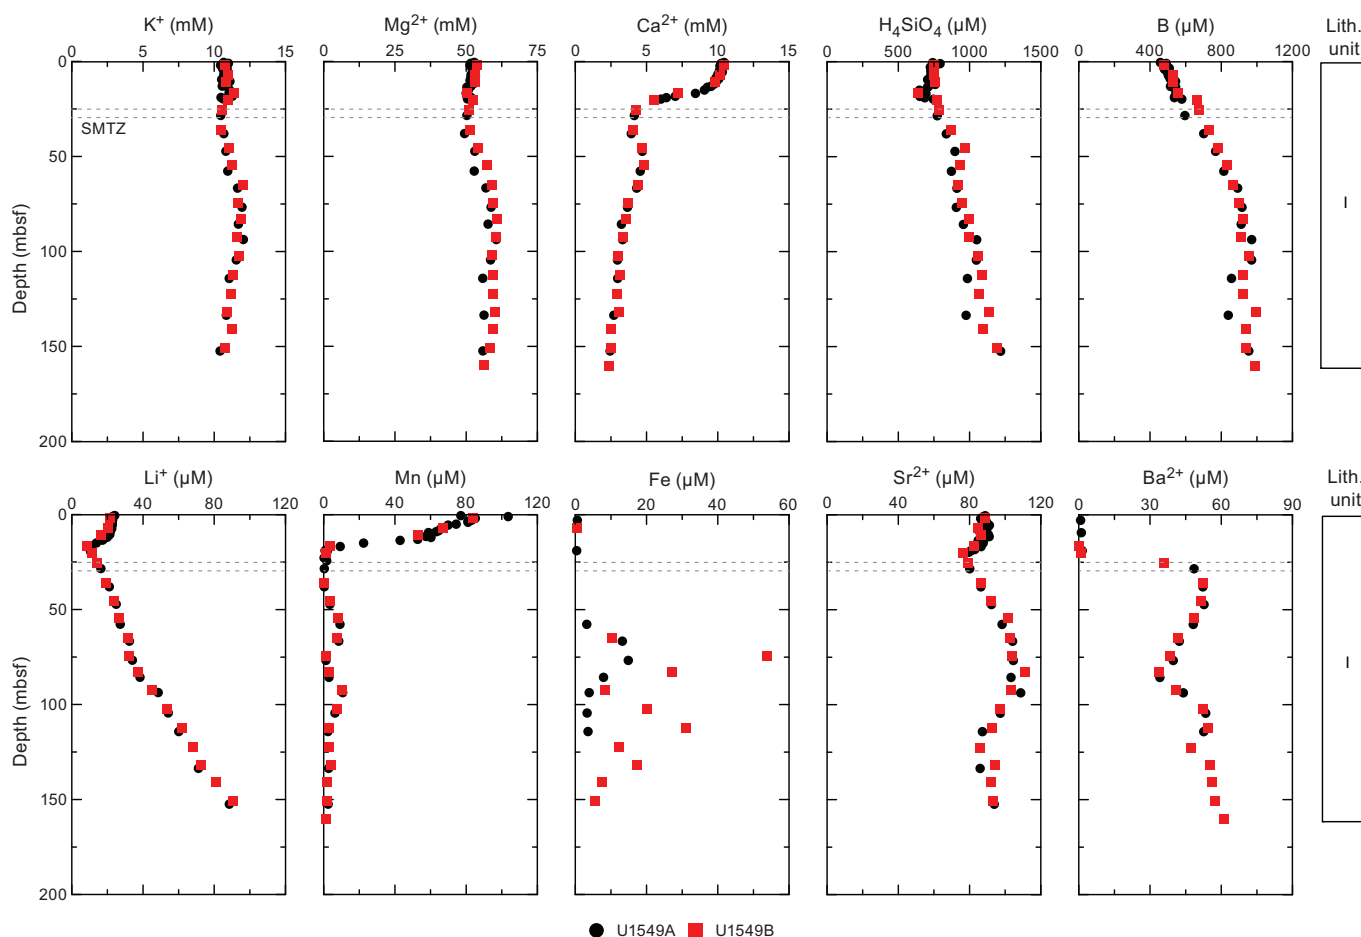 K⁺ (mM) Mg²⁺ (mM) Ca²⁺ (mM) H₄SiO₄ (µM) B (µM) Lith. unit
0 5 10 15 0 25 50 75 0 5 10 15 0 500 1000 1500 0 400 800 1200
0
SMTZ
50
100
150
200
Depth (mbsf)
I
Li⁺ (µM) Mn (µM) Fe (µM) Sr²⁺ (µM) Ba²⁺ (µM) Lith. unit
0 40 80 120 0 40 80 120 0 20 40 60 0 40 80 120 0 30 60 90
0
50
100
150
200
Depth (mbsf)
I
U1549A U1549B